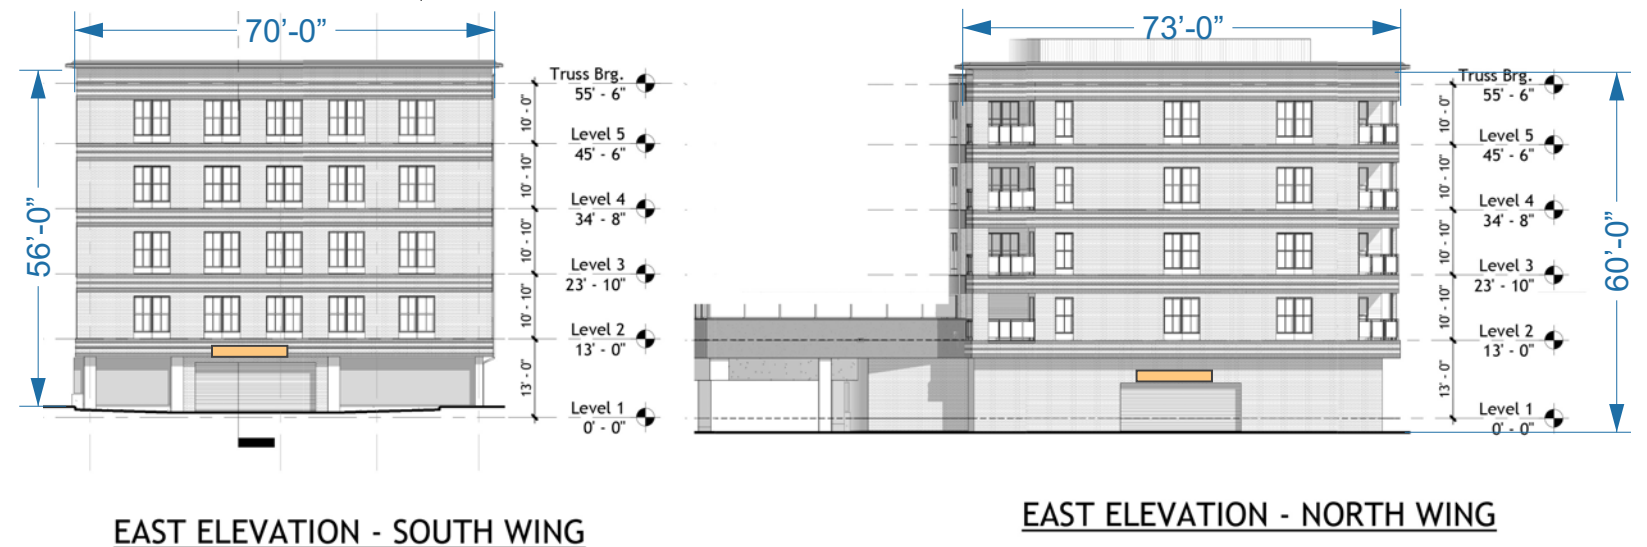 70’-0”
56’-0”
Truss Brg.
55' - 6"
10' - 0"
Level 5
45' - 6"
10' - 10"
Level 4
34' - 8"
10' - 10"
Level 3
23' - 10"
10' - 10"
Level 2
13' - 0"
13' - 0"
Level 1
0' - 0"
EAST ELEVATION - SOUTH WING
73’-0”
60’-0”
Truss Brg.
55' - 6"
10' - 0"
Level 5
45' - 6"
10' - 10"
Level 4
34' - 8"
10' - 10"
Level 3
23' - 10"
10' - 10"
Level 2
13' - 0"
13' - 0"
Level 1
0' - 0"
EAST ELEVATION - NORTH WING